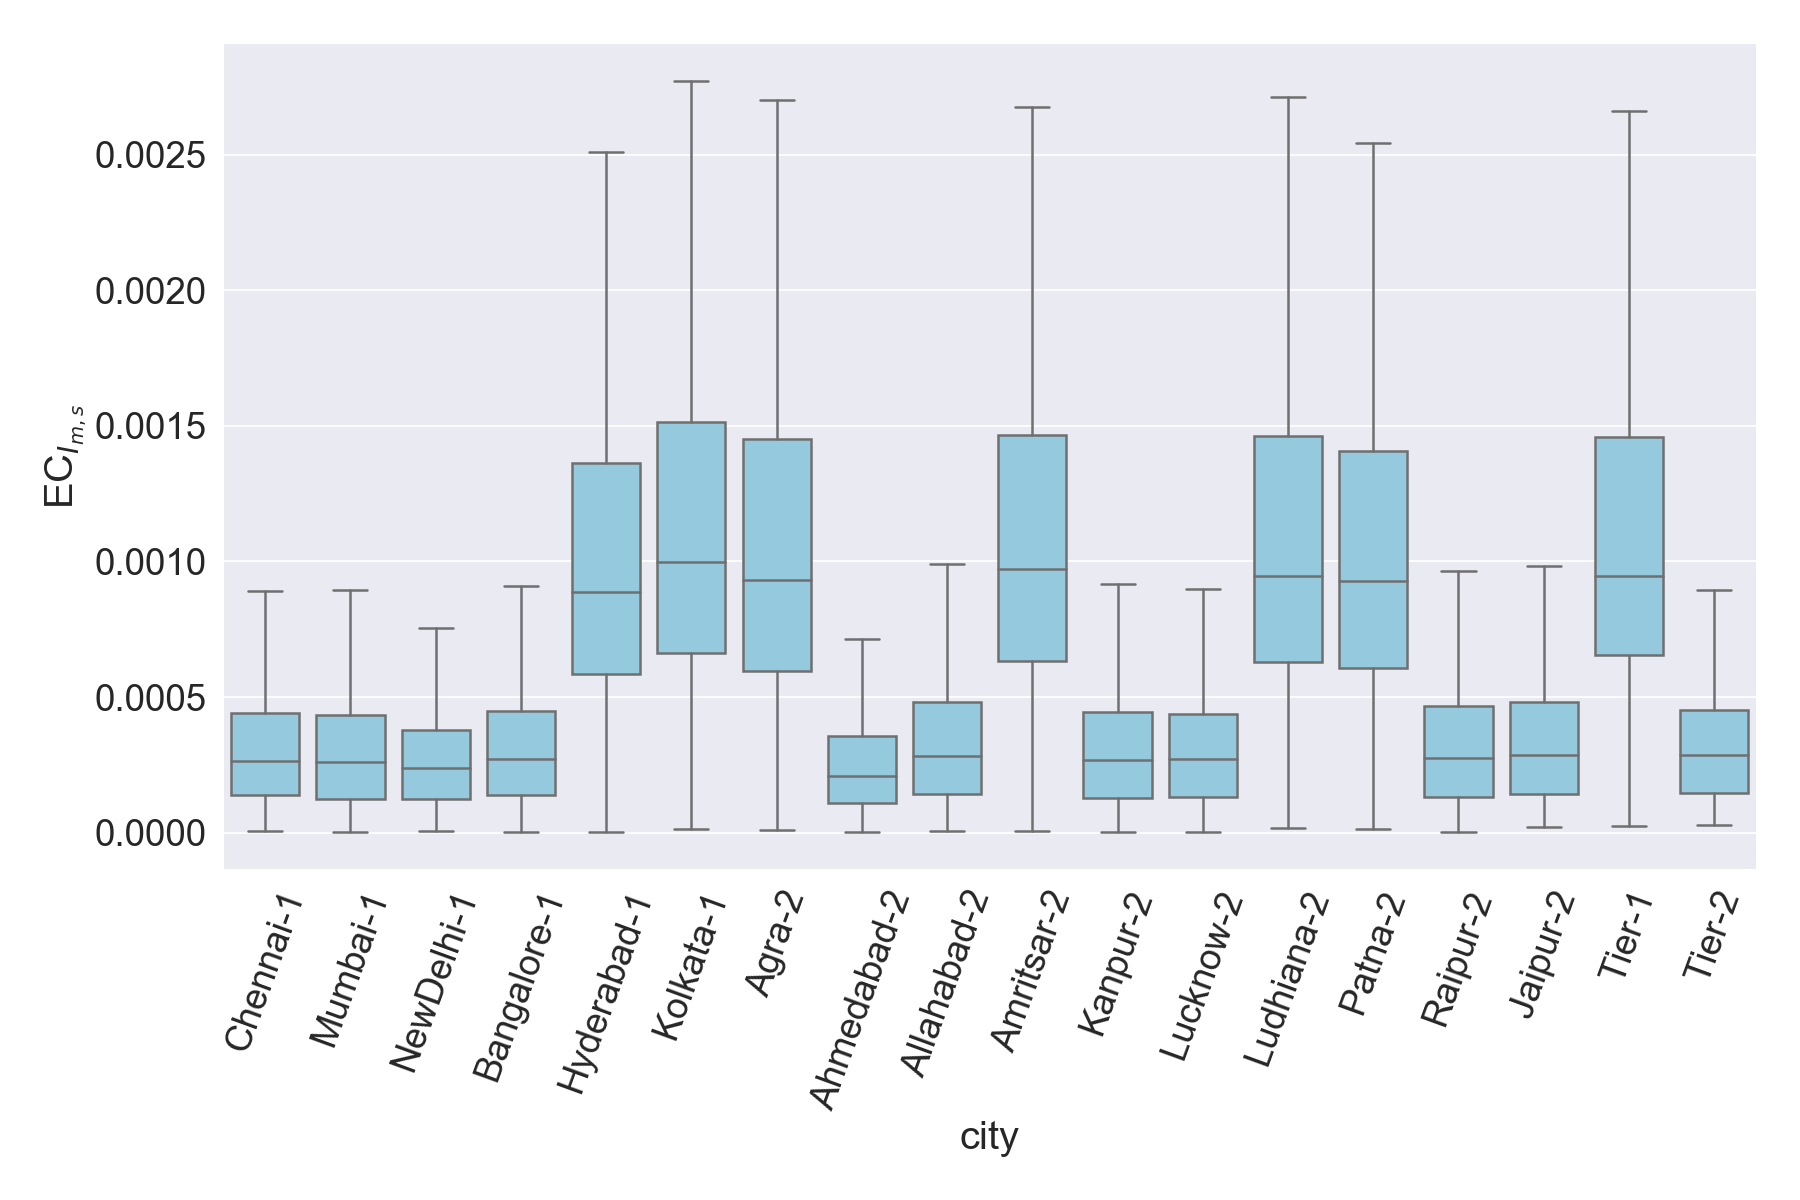 0.0025
0.0020
0.0015
0.0010
0.0005
0.0000
EC_{I_{m,s}}
Chennai-1
Mumbai-1
NewDelhi-1
Bangalore-1
Hyderabad-1
Kolkata-1
Agra-2
Ahmedabad-2
Allahabad-2
Amritsar-2
Kanpur-2
Lucknow-2
Ludhiana-2
Patna-2
Raipur-2
Jaipur-2
Tier-1
Tier-2
city